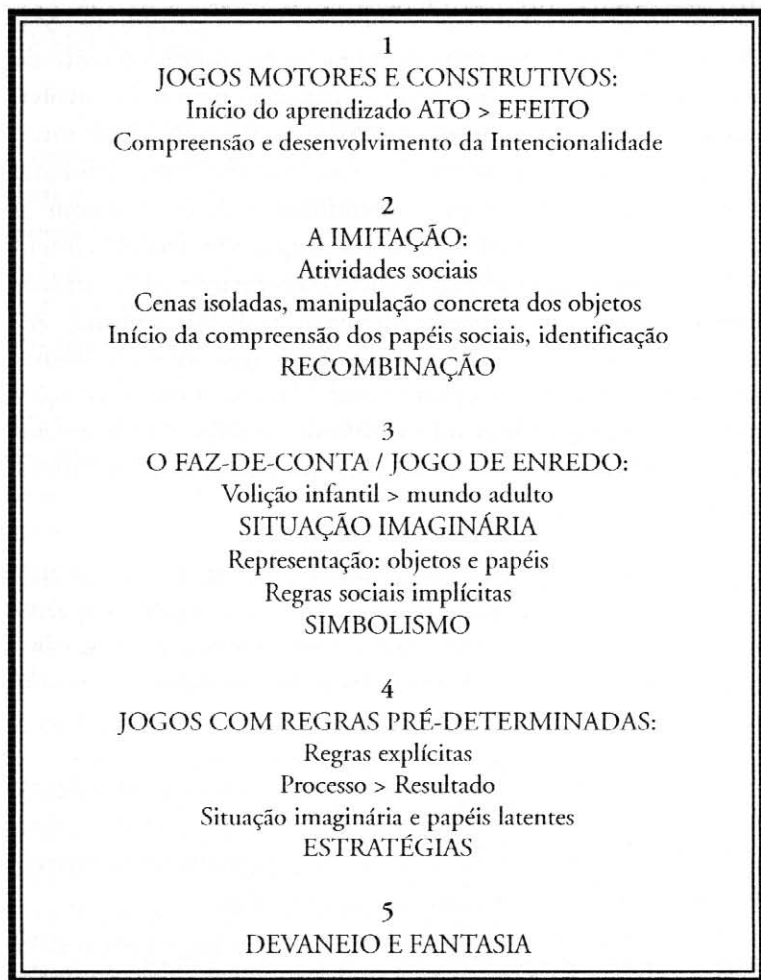 1
JOGOS MOTORES E CONSTRUTIVOS:
Início do aprendizado ATO > EFEITO
Compreensão e desenvolvimento da Intencionalidade
2
A IMITAÇÃO:
Atividades sociais
Cenas isoladas, manipulação concreta dos objetos
Início da compreensão dos papéis sociais, identificação
RECOMBINAÇÃO
3
O FAZ-DE-CONTA / JOGO DE ENREDO:
Volição infantil > mundo adulto
SITUAÇÃO IMAGINÁRIA
Representação: objetos e papéis
Regras sociais implícitas
SIMBOLISMO
4
JOGOS COM REGRAS PRÉ-DETERMINADAS:
Regras explícitas
Processo > Resultado
Situação imaginária e papéis latentes
ESTRATÉGIAS
5
DEVANEIO E FANTASIA